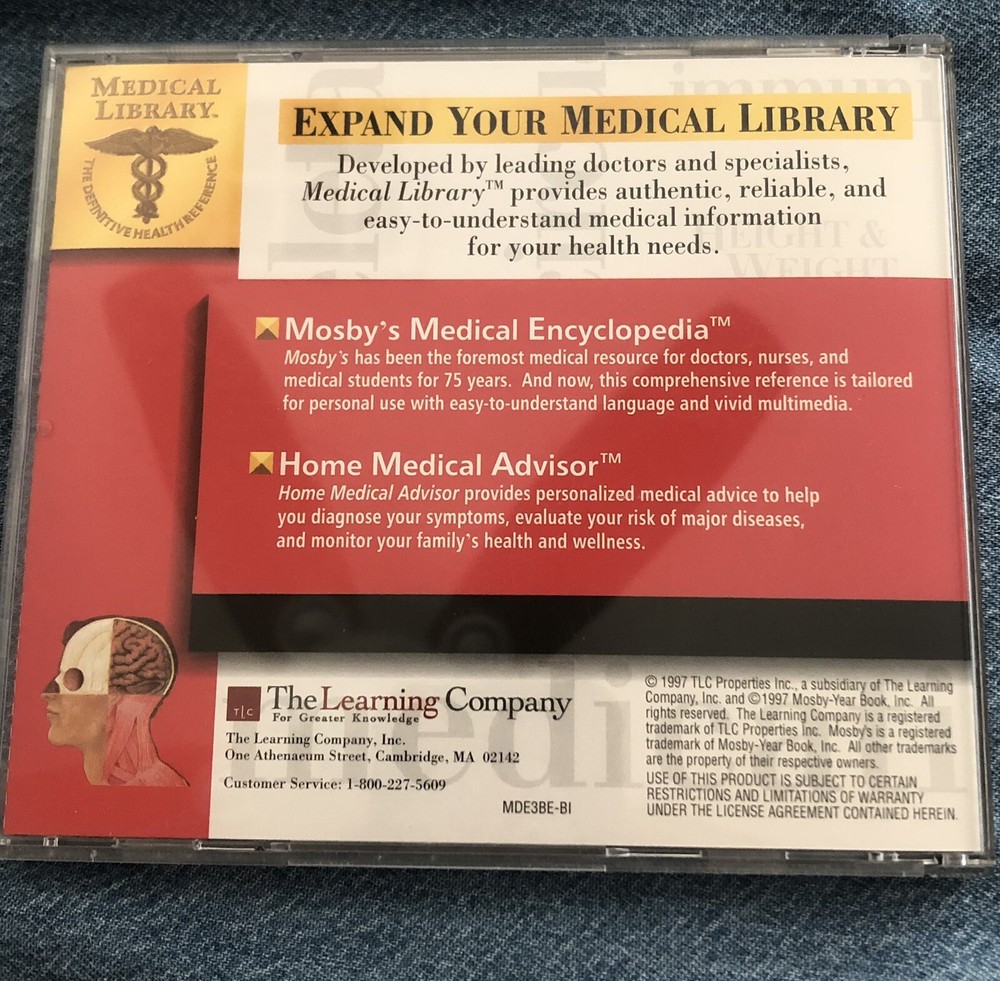 MEDICAL
LIBRARY™
THE DEFINITIVE HEALTH REFERENCE
EXPAND YOUR MEDICAL LIBRARY
Developed by leading doctors and specialists,
Medical Library™ provides authentic, reliable, and
easy-to-understand medical information
for your health needs.
HEIGHT &
WEIGHT
Mosby's Medical Encyclopedia™
Mosby's has been the foremost medical resource for doctors, nurses, and
medical students for 75 years. And now, this comprehensive reference is tailored
for personal use with easy-to-understand language and vivid multimedia.
Home Medical Advisor™
Home Medical Advisor provides personalized medical advice to help
you diagnose your symptoms, evaluate your risk of major diseases,
and monitor your family's health and wellness.
TLC
The Learning Company
For Greater Knowledge
The Learning Company, Inc.
One Athenaeum Street, Cambridge, MA 02142
Customer Service: 1-800-227-5609
MDE3BE-BI
© 1997 TLC Properties Inc., a subsidiary of The Learning
Company, Inc. and ©1997 Mosby-Year Book, Inc. All
rights reserved. The Learning Company is a registered
trademark of TLC Properties Inc. Mosby's is a registered
trademark of Mosby-Year Book, Inc. All other trademarks
are the property of their respective owners.
USE OF THIS PRODUCT IS SUBJECT TO CERTAIN
RESTRICTIONS AND LIMITATIONS OF WARRANTY
UNDER THE LICENSE AGREEMENT CONTAINED HEREIN.